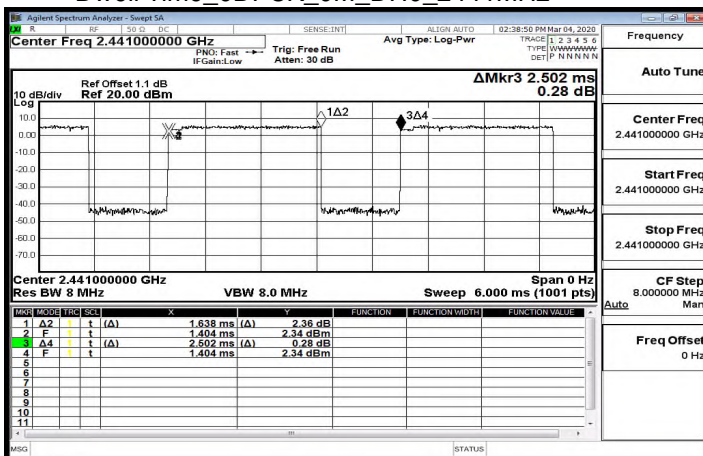 Agilent Spectrum Analyzer - Swept SA
R RF 50 Ω DC SENSE:INT ALIGN AUTO 02:38:50 PM Mar 04, 2020
Center Freq 2.441000000 GHz
PNO: Fast
IFGain:Low
Trig: Free Run
Atten: 30 dB
Avg Type: Log-Pwr
TRACE 1 2 3 4 5 6
TYPE WWWWWW
DET P N N N N N
Ref Offset 1.1 dB
Ref 20.00 dBm
10 dB/div
Log
ΔMkr3 2.502 ms
0.28 dB
10.0
0.00
-10.0
-20.0
-30.0
-40.0
-50.0
-60.0
-70.0
1Δ2
3Δ4
Center 2.441000000 GHz Span 0 Hz
Res BW 8 MHz VBW 8.0 MHz Sweep 6.000 ms (1001 pts)
MKR MODE TRC SCL X Y FUNCTION FUNCTION WIDTH FUNCTION VALUE
1 Δ2 1 t (Δ) 1.638 ms (Δ) 2.36 dB
2 F 1 t 1.404 ms 2.34 dBm
3 Δ4 1 t (Δ) 2.502 ms (Δ) 0.28 dB
4 F 1 t 1.404 ms 2.34 dBm
5
6
7
8
9
10
11
MSG STATUS
Frequency
Auto Tune
Center Freq
2.441000000 GHz
Start Freq
2.441000000 GHz
Stop Freq
2.441000000 GHz
CF Step
8.000000 MHz
Auto Man
Freq Offset
0 Hz